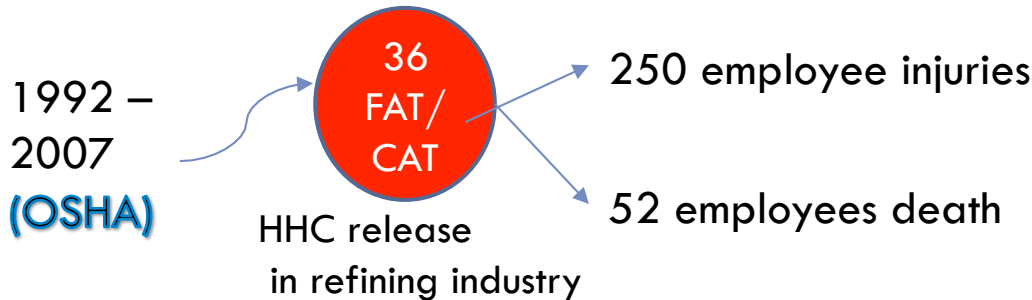 1992 –
2007
(OSHA)
36
FAT/
CAT
HHC release
in refining industry
250 employee injuries
52 employees death